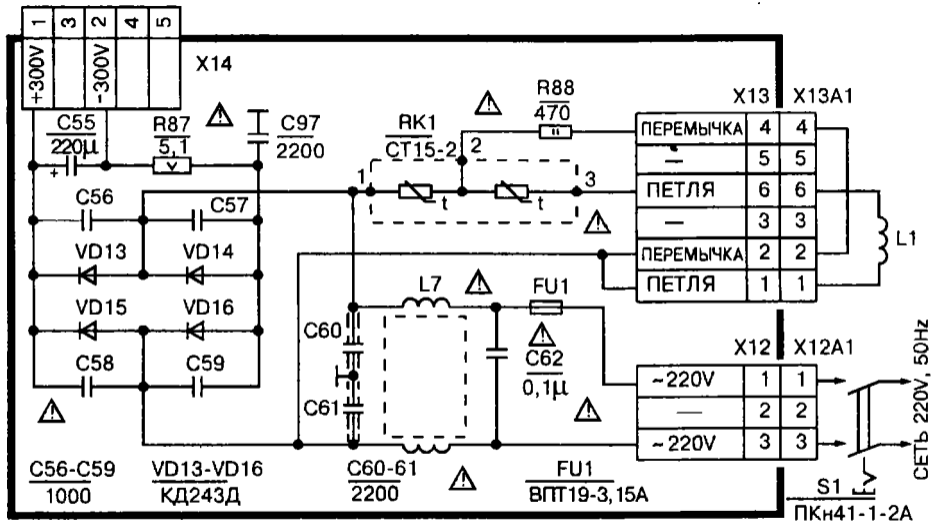 1 3 2 4 5
+300V -300V
X14
C55
220µ
R87
5,1
C97
2200
RK1
СТ15-2
1 2 3
t t
R88
470
X13 X13A1
ПЕРЕМЫЧКА 4 4
— 5 5
ПЕТЛЯ 6 6
— 3 3
ПЕРЕМЫЧКА 2 2
ПЕТЛЯ 1 1
L1
C56 C57
VD13 VD14
VD15 VD16
C58 C59
L7
FU1
C60
C61
C62
0,1µ
X12 X12A1
~220V 1 1
— 2 2
~220V 3 3
СЕТЬ 220V, 50Hz
C56-C59
1000
VD13-VD16
КД243Д
C60-61
2200
FU1
ВПТ19-3,15А
S1
ПКн41-1-2А